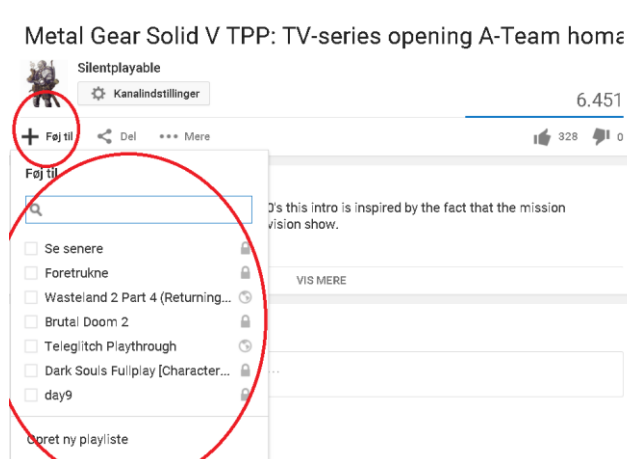 Metal Gear Solid V TPP: TV-series opening A-Team homa
Silentplayable
Kanalindstillinger
6.451
Føj til
Del
Mere
328
0
Føj til
0's this intro is inspired by the fact that the mission
vision show.
Se senere
Foretrukne
VIS MERE
Wasteland 2 Part 4 (Returning...
Brutal Doom 2
Teleglitch Playthrough
Dark Souls Fullplay [Character...
day9
Opret ny playliste